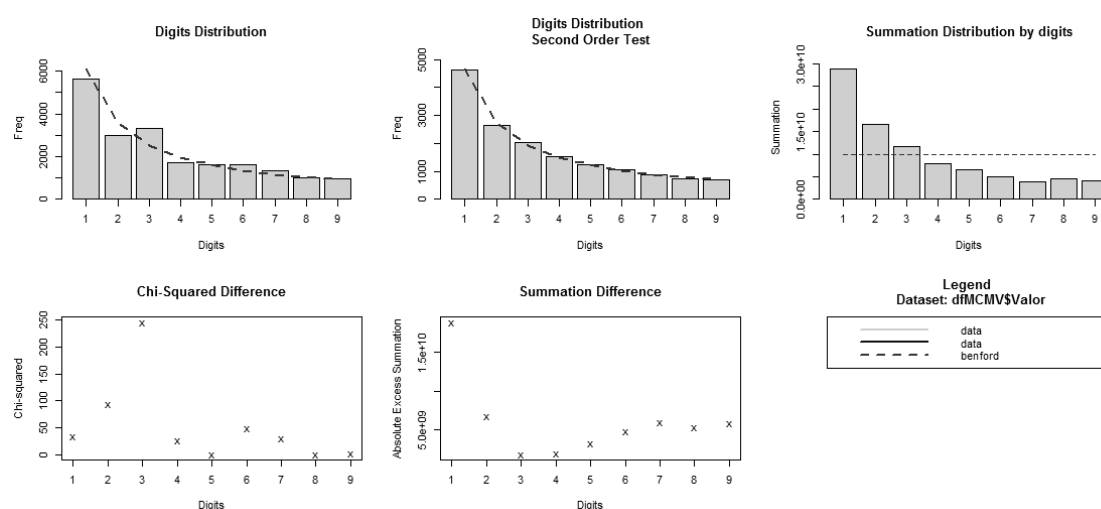 Digits Distribution
Freq
6000
4000
2000
0
1 2 3 4 5 6 7 8 9
Digits
Digits Distribution
Second Order Test
Freq
5000
3000
1000
0
1 2 3 4 5 6 7 8 9
Digits
Summation Distribution by digits
Summation
3.0e+10
1.5e+10
0.0e+00
1 2 3 4 5 6 7 8 9
Digits
Chi-Squared Difference
Chi-squared
250
200
150
100
50
0
1 2 3 4 5 6 7 8 9
Digits
Summation Difference
Absolute Excess Summation
1.5e+10
5.0e+09
1 2 3 4 5 6 7 8 9
Digits
Legend
Dataset: dfMCMV$Valor
data
data
benford